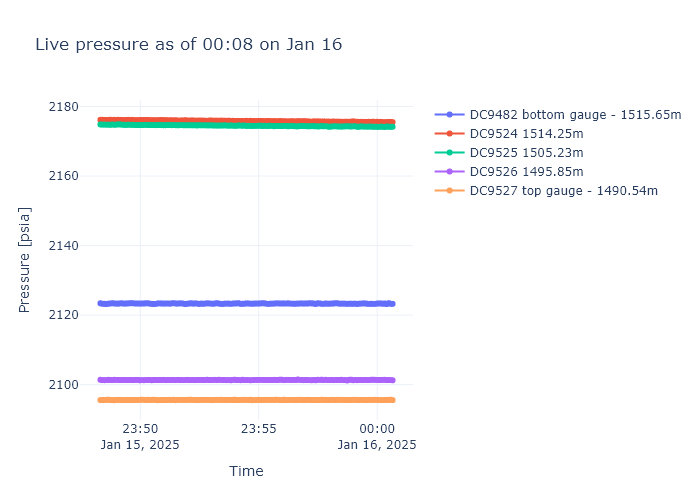 Live pressure as of 00:08 on Jan 16
DC9482 bottom gauge - 1515.65m
DC9524 1514.25m
DC9525 1505.23m
DC9526 1495.85m
DC9527 top gauge - 1490.54m
Pressure [psia]
2180
2160
2140
2120
2100
23:50
Jan 15, 2025
23:55
00:00
Jan 16, 2025
Time